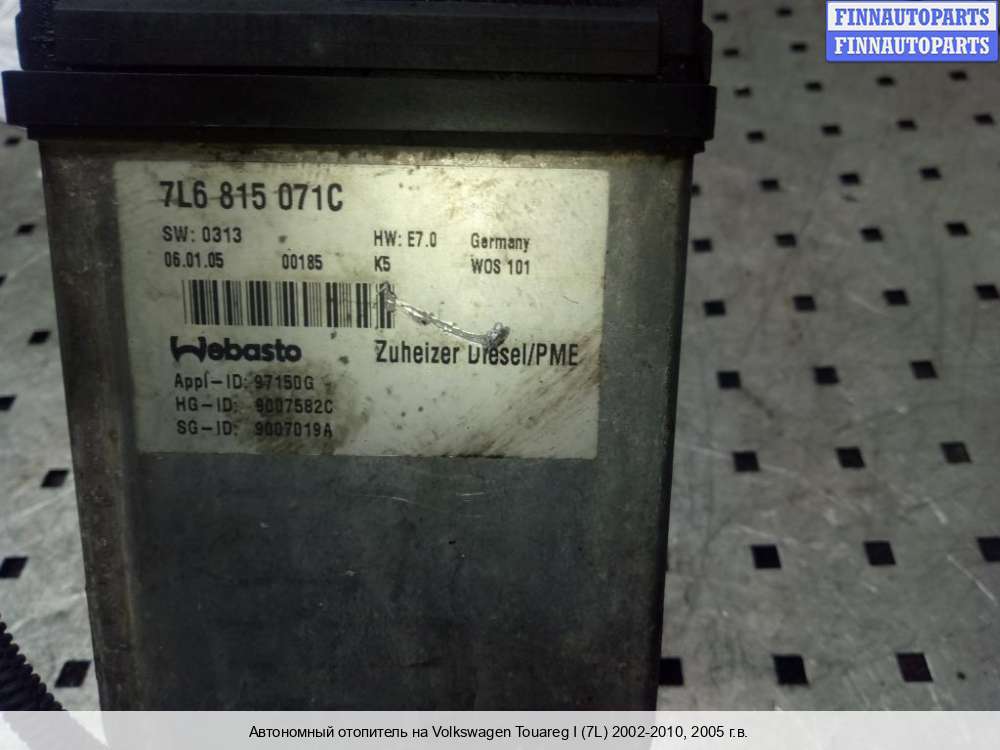 FINNAUTOPARTS
FINNAUTOPARTS
7L6 815 071C
SW: 0313 HW: E7.0 Germany
06.01.05 00185 K5 WOS 101
Webasto Zuheizer Diesel/PME
Appl-ID: 97150G
HG-ID: 9007582C
SG-ID: 9007019A
Автономный отопитель на Volkswagen Touareg I (7L) 2002-2010, 2005 г.в.